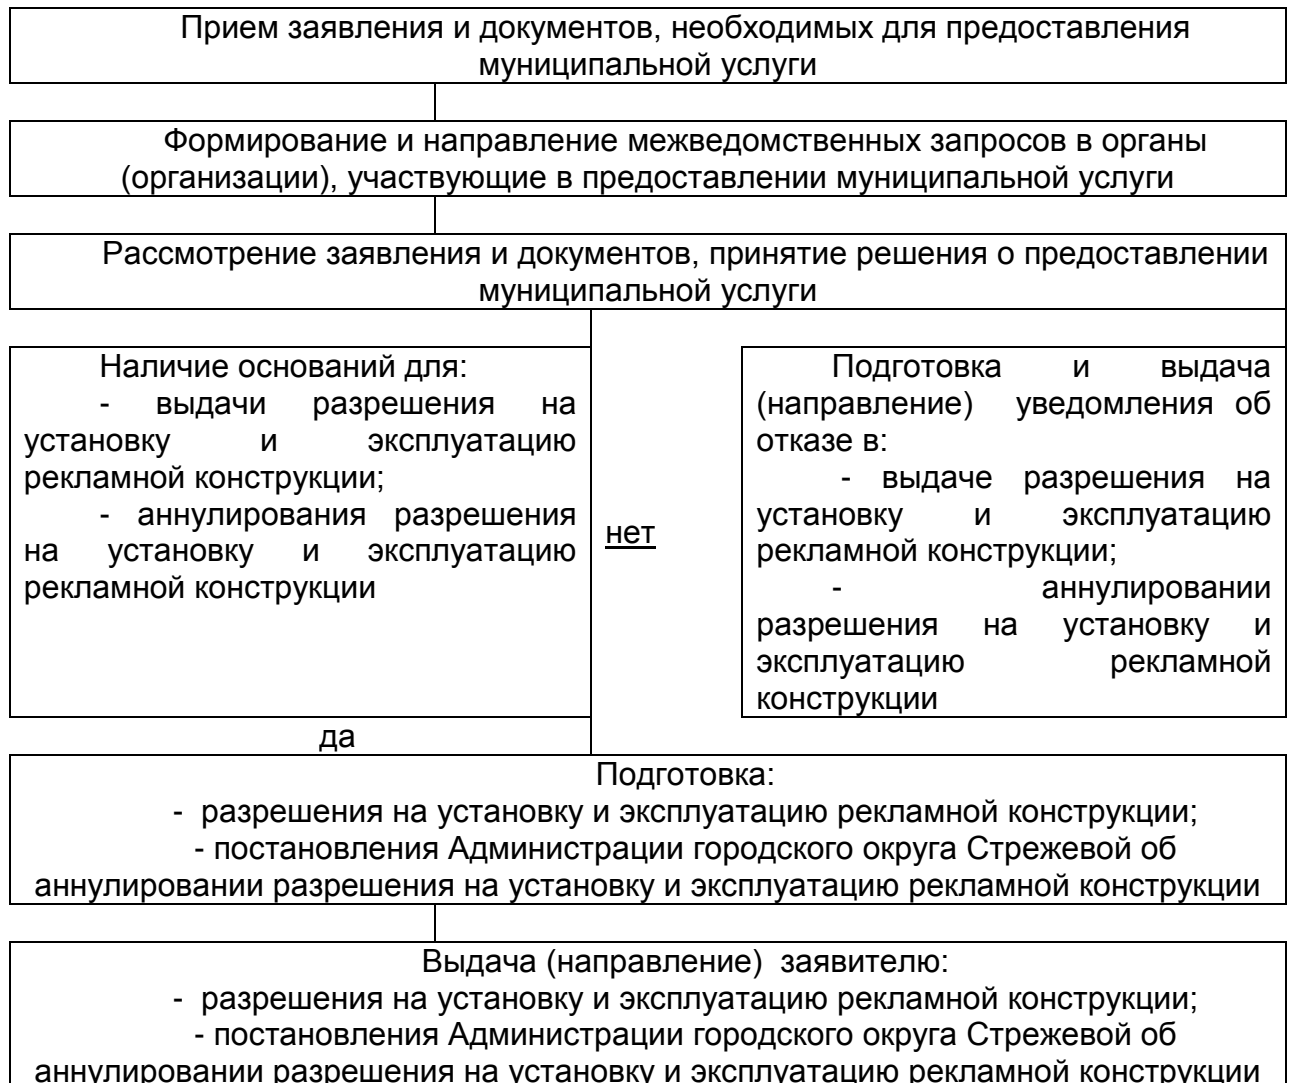 Прием заявления и документов, необходимых для предоставления
муниципальной услуги
Формирование и направление межведомственных запросов в органы
(организации), участвующие в предоставлении муниципальной услуги
Рассмотрение заявления и документов, принятие решения о предоставлении
муниципальной услуги
Наличие оснований для:
- выдачи разрешения на
установку и эксплуатацию
рекламной конструкции;
- аннулирования разрешения
на установку и эксплуатацию
рекламной конструкции
нет
Подготовка и выдача
(направление) уведомления об
отказе в:
- выдаче разрешения на
установку и эксплуатацию
рекламной конструкции;
- аннулировании
разрешения на установку и
эксплуатацию рекламной
конструкции
да
Подготовка:
- разрешения на установку и эксплуатацию рекламной конструкции;
- постановления Администрации городского округа Стрежевой об
аннулировании разрешения на установку и эксплуатацию рекламной конструкции
Выдача (направление) заявителю:
- разрешения на установку и эксплуатацию рекламной конструкции;
- постановления Администрации городского округа Стрежевой об
аннулировании разрешения на установку и эксплуатацию рекламной конструкции